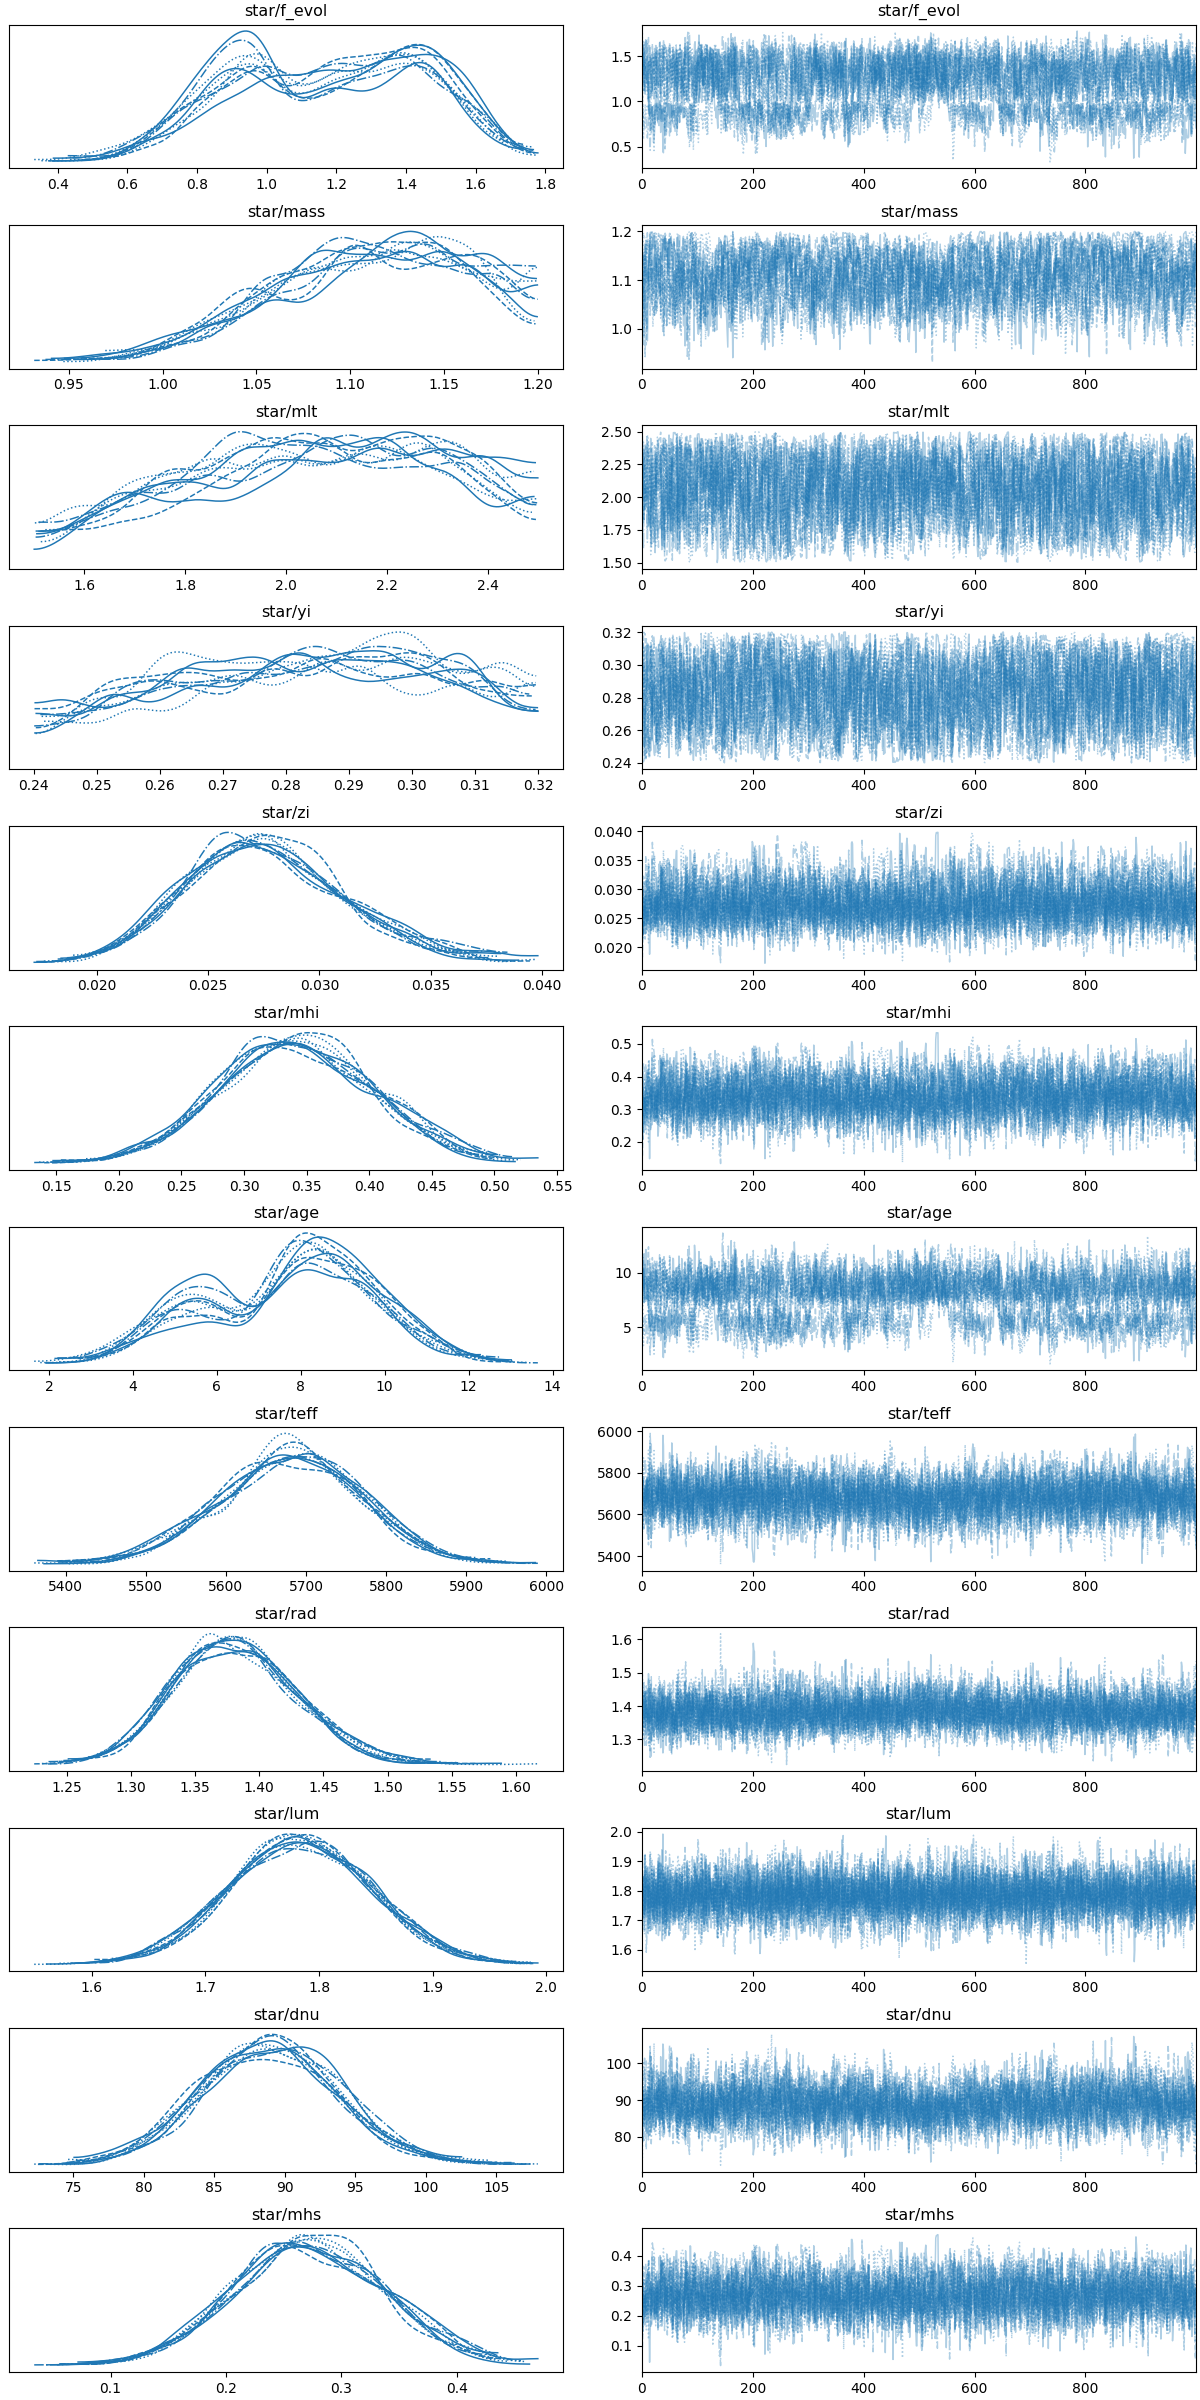 star/f_evol star/f_evol
1.5
1.0
0.5
0.4 0.6 0.8 1.0 1.2 1.4 1.6 1.8 0 200 400 600 800
star/mass star/mass
1.2
1.1
1.0
0.95 1.00 1.05 1.10 1.15 1.20 0 200 400 600 800
star/mlt star/mlt
2.50
2.25
2.00
1.75
1.50
1.6 1.8 2.0 2.2 2.4 0 200 400 600 800
star/yi star/yi
0.32
0.30
0.28
0.26
0.24
0.24 0.25 0.26 0.27 0.28 0.29 0.30 0.31 0.32 0 200 400 600 800
star/zi star/zi
0.040
0.035
0.030
0.025
0.020
0.020 0.025 0.030 0.035 0.040 0 200 400 600 800
star/mhi star/mhi
0.5
0.4
0.3
0.2
0.15 0.20 0.25 0.30 0.35 0.40 0.45 0.50 0.55 0 200 400 600 800
star/age star/age
10
5
2 4 6 8 10 12 14 0 200 400 600 800
star/teff star/teff
6000
5800
5600
5400
5400 5500 5600 5700 5800 5900 6000 0 200 400 600 800
star/rad star/rad
1.6
1.5
1.4
1.3
1.25 1.30 1.35 1.40 1.45 1.50 1.55 1.60 0 200 400 600 800
star/lum star/lum
2.0
1.9
1.8
1.7
1.6
1.6 1.7 1.8 1.9 2.0 0 200 400 600 800
star/dnu star/dnu
100
90
80
75 80 85 90 95 100 105 0 200 400 600 800
star/mhs star/mhs
0.4
0.3
0.2
0.1
0.1 0.2 0.3 0.4 0 200 400 600 800